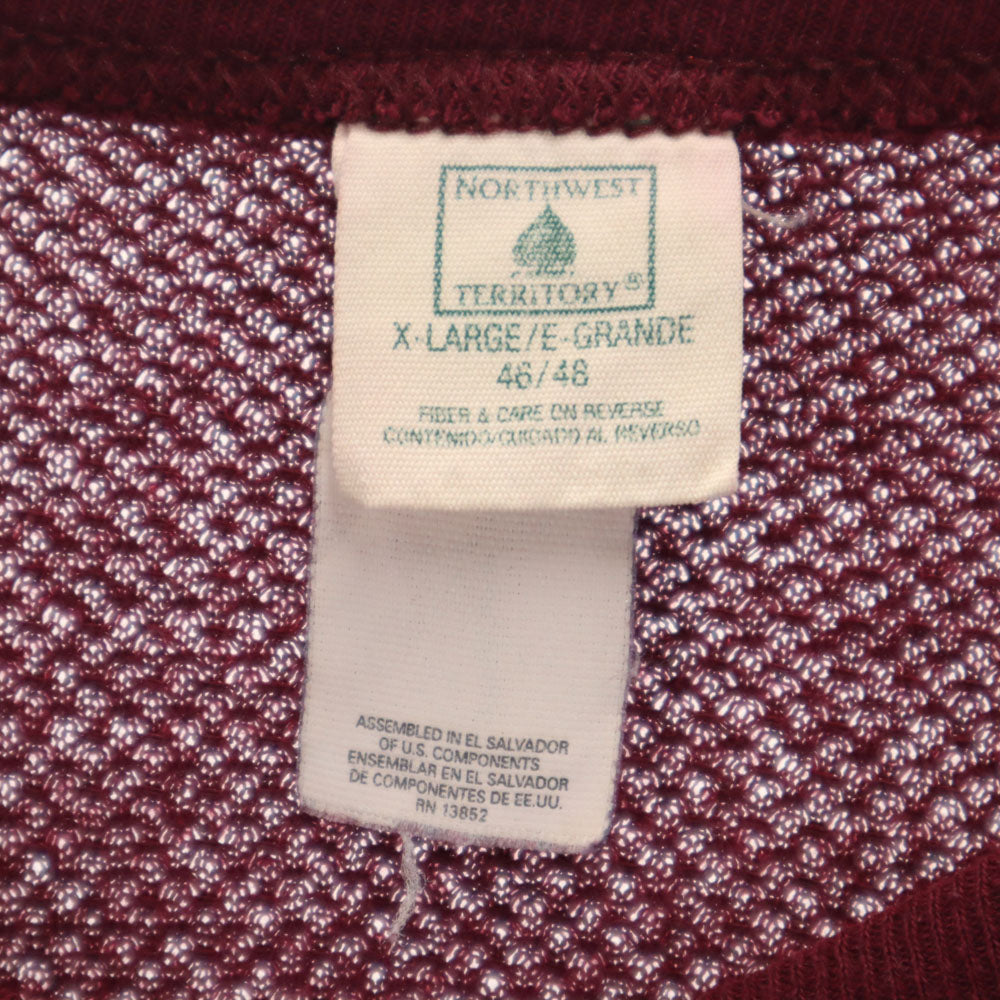 NORTHWEST
TERRITORY®
X-LARGE/E-GRANDE
46/48
FIBER & CARE ON REVERSE
CONTENIDO/CUIDADO AL REVERSO
ASSEMBLED IN EL SALVADOR
OF U.S. COMPONENTS
ENSEMBLAR EN EL SALVADOR
DE COMPONENTES DE EE.UU.
RN 13852